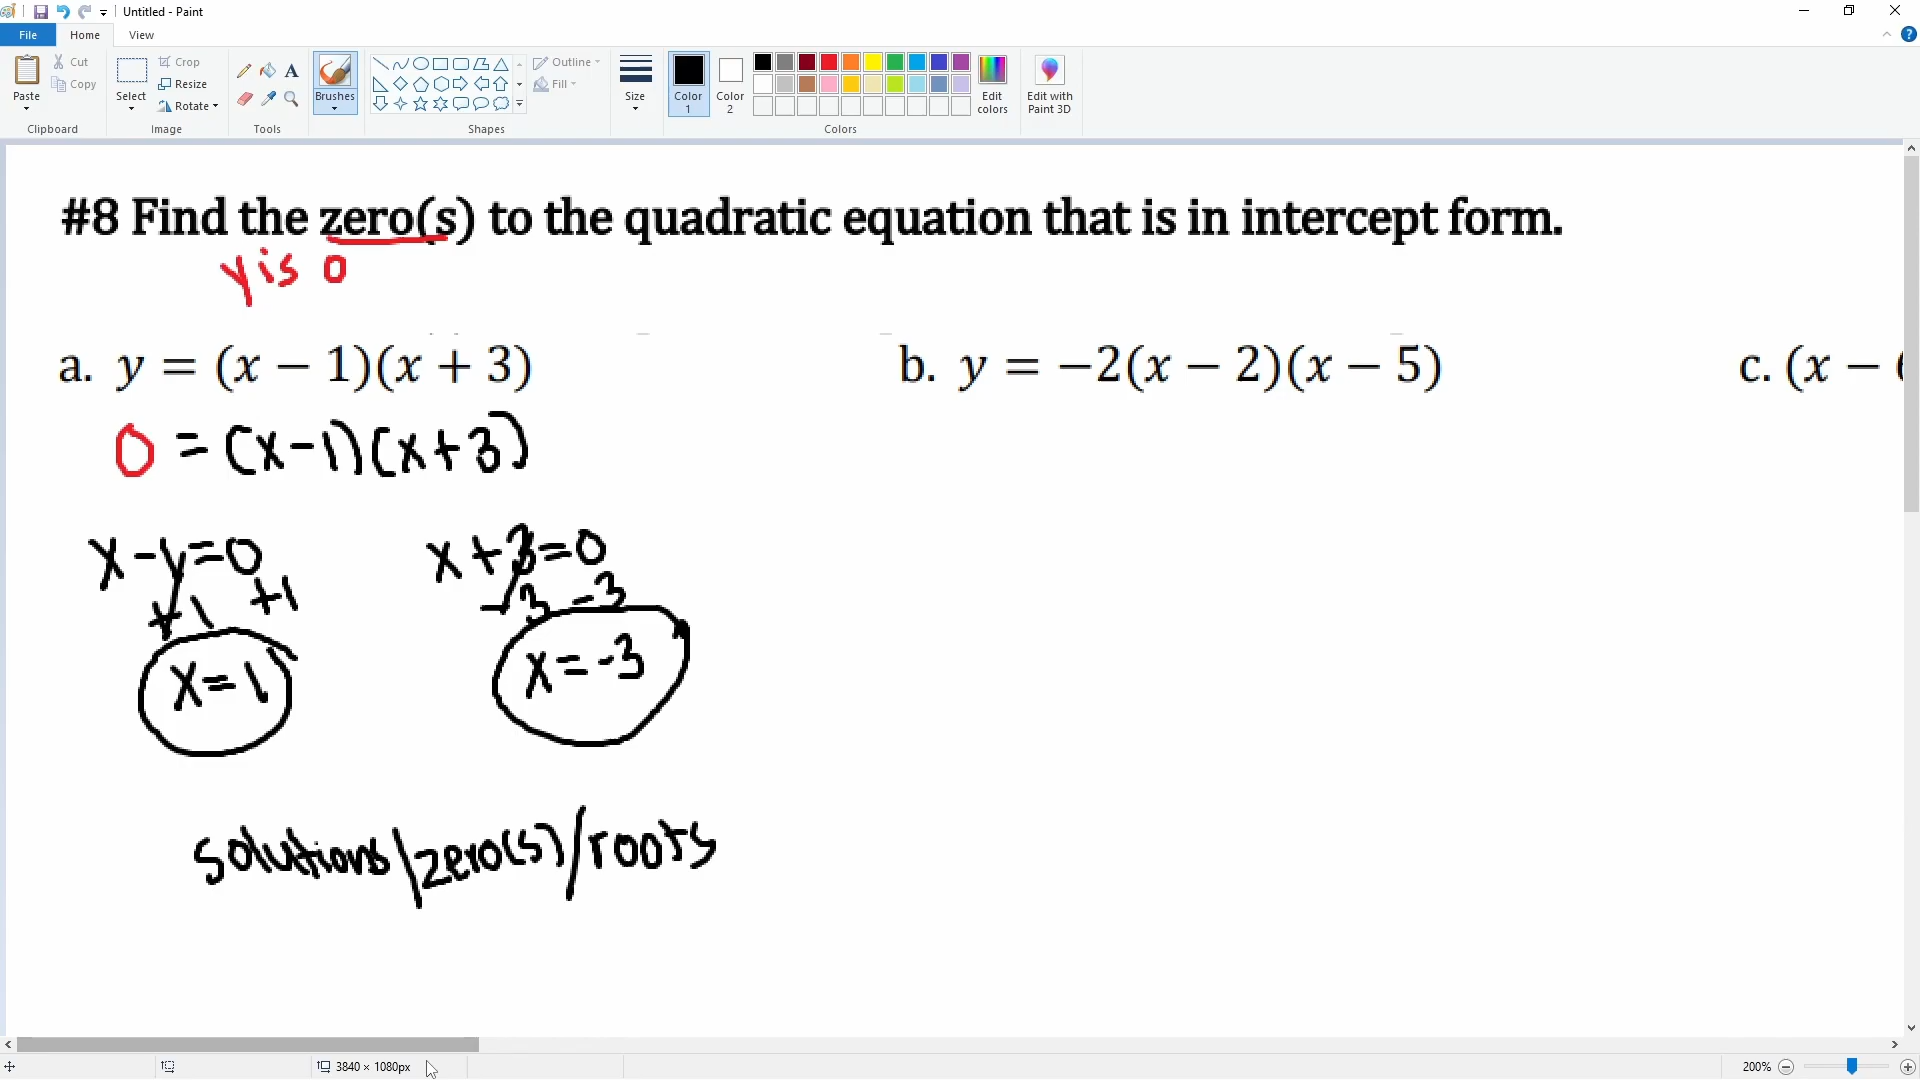 Untitled - Paint
File Home View
Paste Cut Copy Select Crop Resize Rotate A Brushes Outline Fill Size Color 1 Color 2 Edit colors Edit with Paint 3D
Clipboard Image Tools Shapes Colors
#8 Find the zero(s) to the quadratic equation that is in intercept form.
y is 0
a. y = (x − 1)(x + 3) b. y = −2(x − 2)(x − 5) c. (x −
0 = (x-1)(x+3)
x-1=0 x+3=0
+1 +1 -3 -3
x=1 x=-3
solutions/zero(s)/roots
3840 × 1080px 200%